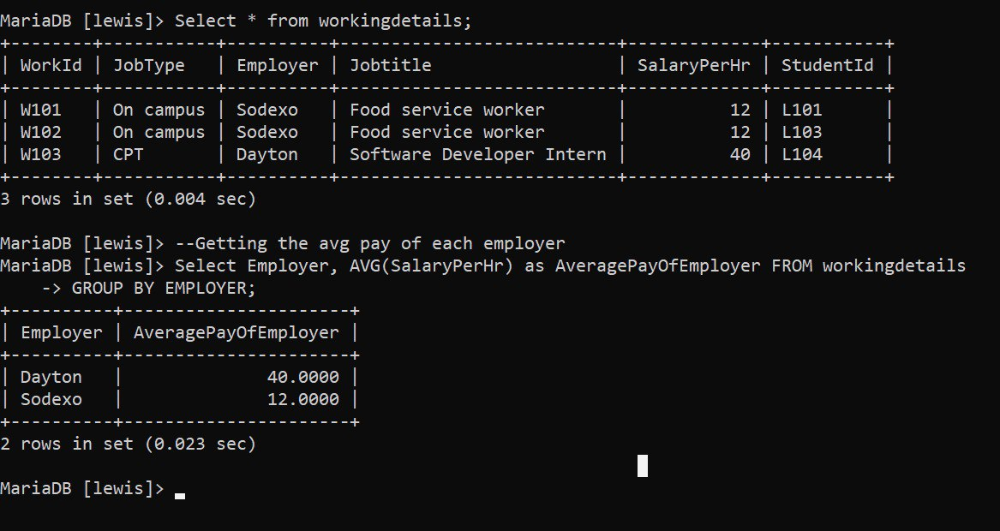 MariaDB [lewis]> Select * from workingdetails;
+--------+-----------+----------+---------------------------+-------------+-----------+
| WorkId | JobType   | Employer | Jobtitle                  | SalaryPerHr | StudentId |
+--------+-----------+----------+---------------------------+-------------+-----------+
| W101   | On campus | Sodexo   | Food service worker       |          12 | L101      |
| W102   | On campus | Sodexo   | Food service worker       |          12 | L103      |
| W103   | CPT       | Dayton   | Software Developer Intern |          40 | L104      |
+--------+-----------+----------+---------------------------+-------------+-----------+
3 rows in set (0.004 sec)

MariaDB [lewis]> --Getting the avg pay of each employer
MariaDB [lewis]> Select Employer, AVG(SalaryPerHr) as AveragePayOfEmployer FROM workingdetails
    -> GROUP BY EMPLOYER;
+----------+----------------------+
| Employer | AveragePayOfEmployer |
+----------+----------------------+
| Dayton   |              40.0000 |
| Sodexo   |              12.0000 |
+----------+----------------------+
2 rows in set (0.023 sec)

MariaDB [lewis]>